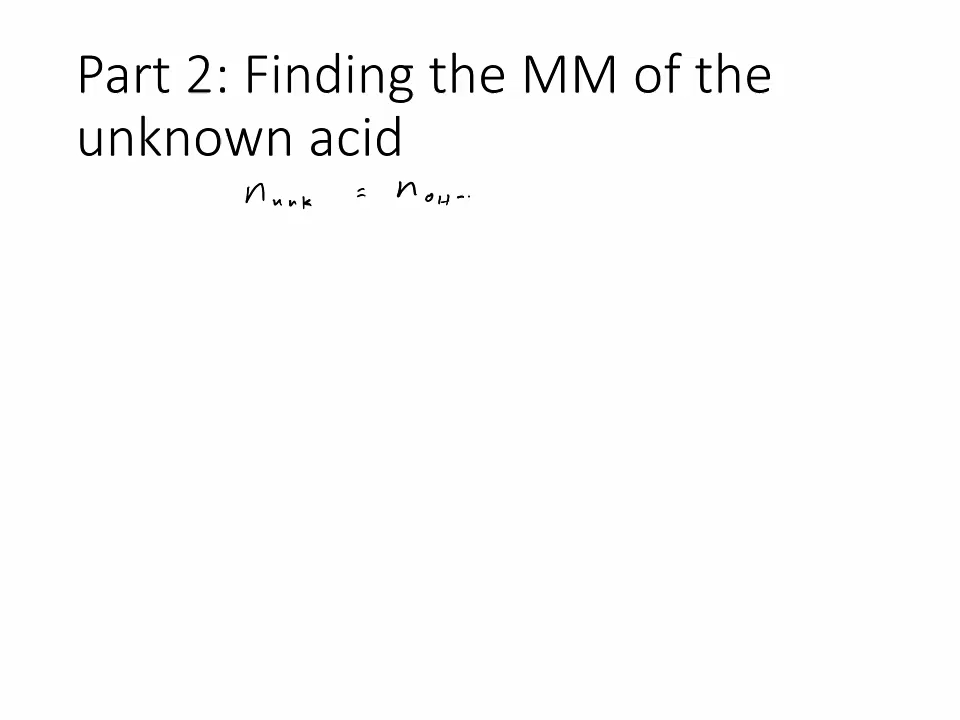 Part 2: Finding the MM of the
unknown acid
n unk = n OH-